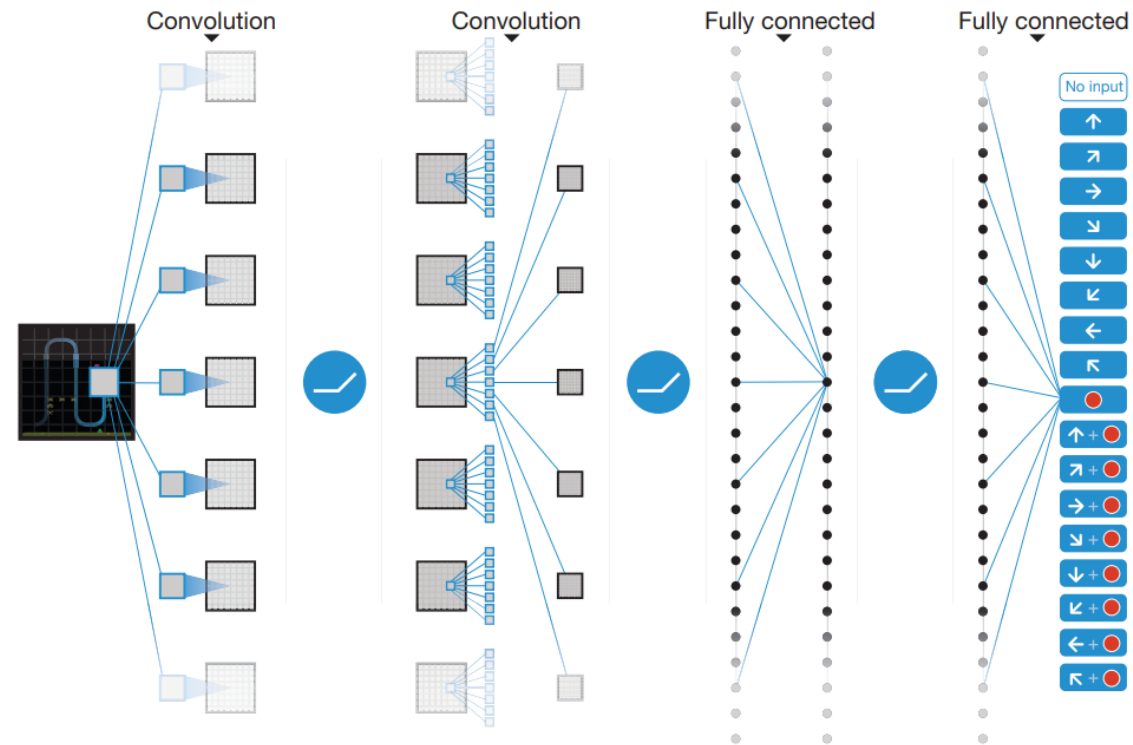 Convolution
Convolution
Fully connected
Fully connected
No input
+
+
+
+
+
+
+
+